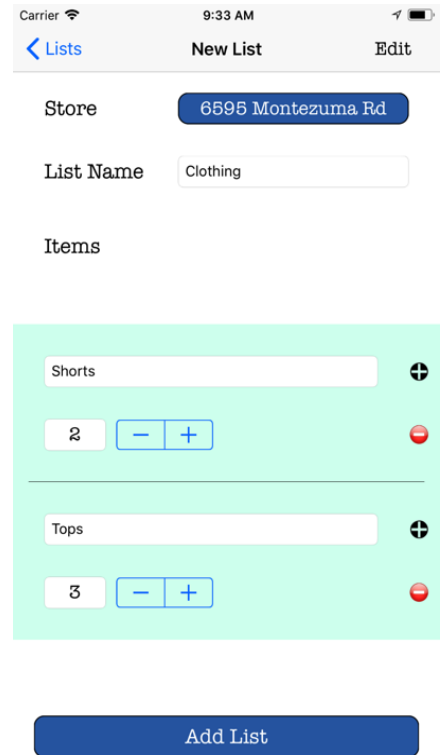 Carrier 9:33 AM
Lists New List Edit
Store 6595 Montezuma Rd
List Name Clothing
Items
Shorts
2
Tops
3
Add List